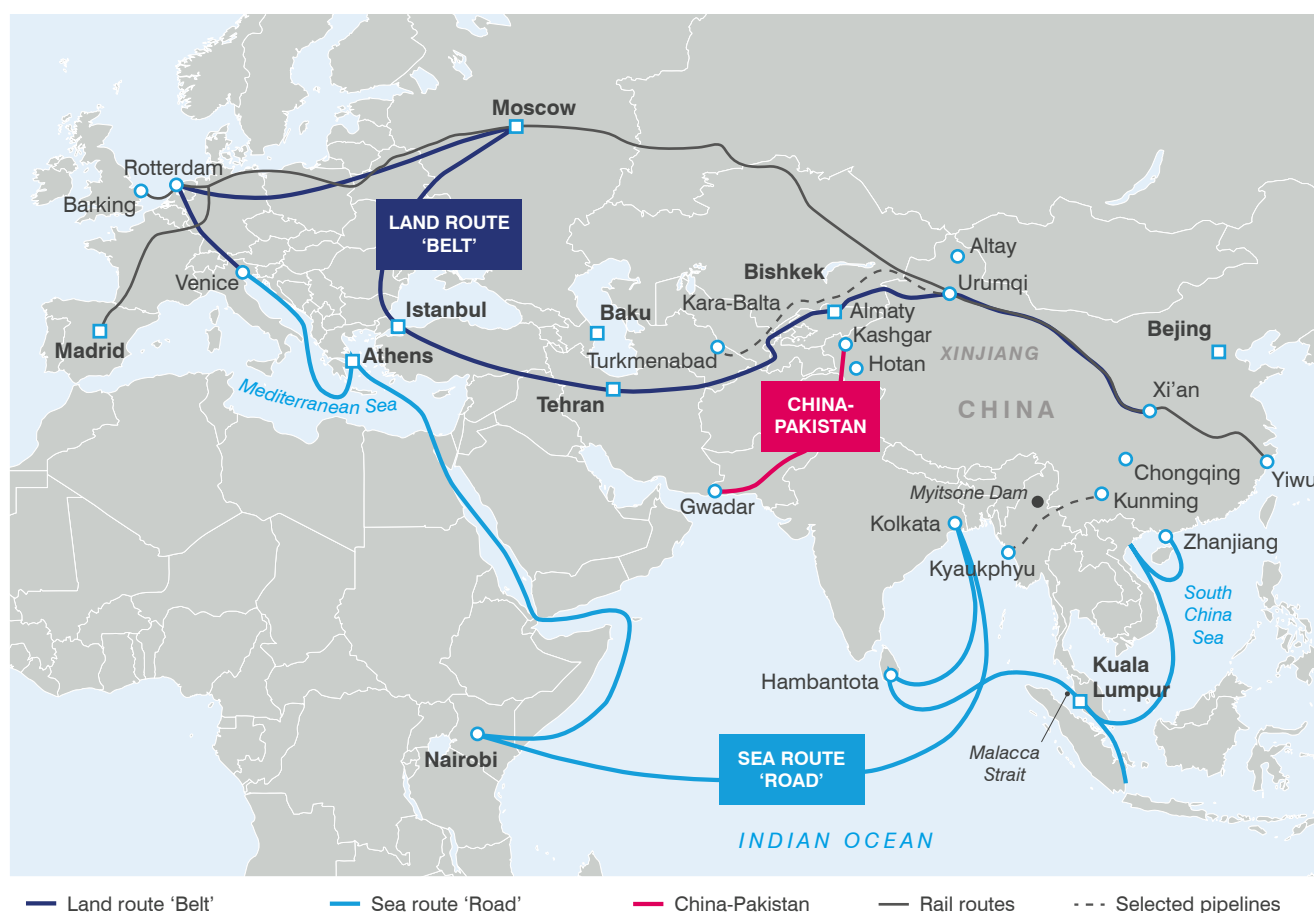 Moscow
Rotterdam
Barking
LAND ROUTE
‘BELT’
Altay
Bishkek
Urumqi
Venice
Kara-Balta
Istanbul
Baku
Almaty
Bejing
Kashgar
Madrid
Athens
Turkmenabad
Hotan
XINJIANG
Mediterranean Sea
Tehran
CHINA-
PAKISTAN
CHINA
Xi’an
Chongqing
Yiwu
Gwadar
Myitsone Dam
Kunming
Kolkata
Zhanjiang
Kyaukphyu
South
China
Sea
Hambantota
Kuala
Lumpur
Nairobi
SEA ROUTE
‘ROAD’
Malacca
Strait
INDIAN OCEAN
Land route ‘Belt’
Sea route ‘Road’
China-Pakistan
Rail routes
Selected pipelines